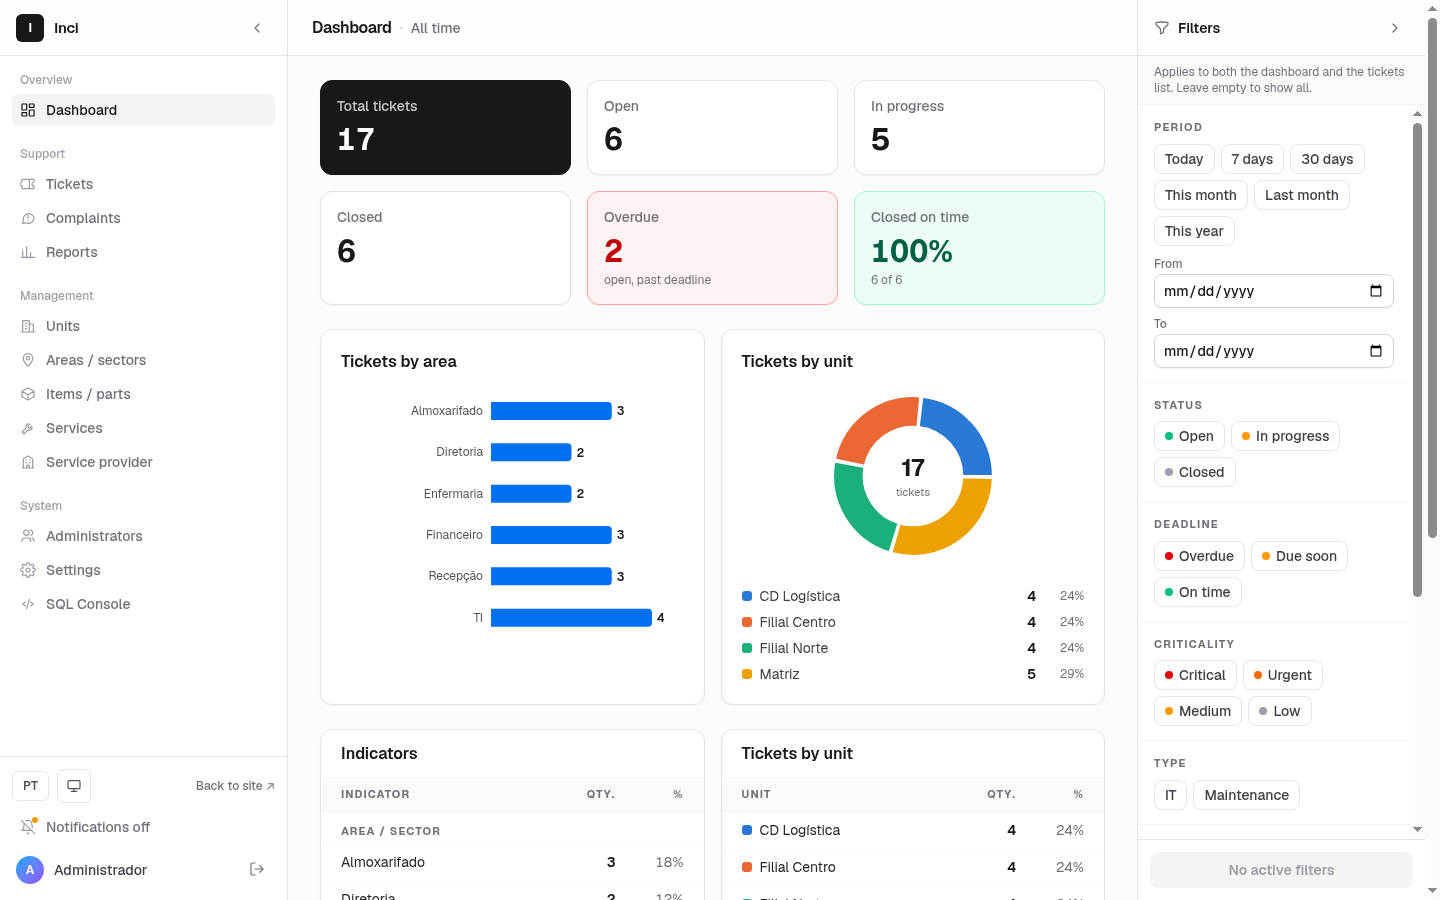 I
Inci
Overview
Dashboard
Support
Tickets
Complaints
Reports
Management
Units
Areas / sectors
Items / parts
Services
Service provider
System
Administrators
Settings
SQL Console
PT
Back to site ↗
Notifications off
A
Administrador
Dashboard · All time
Total tickets
17
Open
6
In progress
5
Closed
6
Overdue
2
open, past deadline
Closed on time
100%
6 of 6
Tickets by area
Almoxarifado 3
Diretoria 2
Enfermaria 2
Financeiro 3
Recepção 3
TI 4
Tickets by unit
17
tickets
CD Logística 4 24%
Filial Centro 4 24%
Filial Norte 4 24%
Matriz 5 29%
Indicators
INDICATOR QTY. %
AREA / SECTOR
Almoxarifado 3 18%
Diretoria 2 12%
Tickets by unit
UNIT QTY. %
CD Logística 4 24%
Filial Centro 4 24%
Filters
Applies to both the dashboard and the tickets
list. Leave empty to show all.
PERIOD
Today 7 days 30 days
This month Last month
This year
From
mm/dd/yyyy
To
mm/dd/yyyy
STATUS
Open In progress
Closed
DEADLINE
Overdue Due soon
On time
CRITICALITY
Critical Urgent
Medium Low
TYPE
IT Maintenance
No active filters